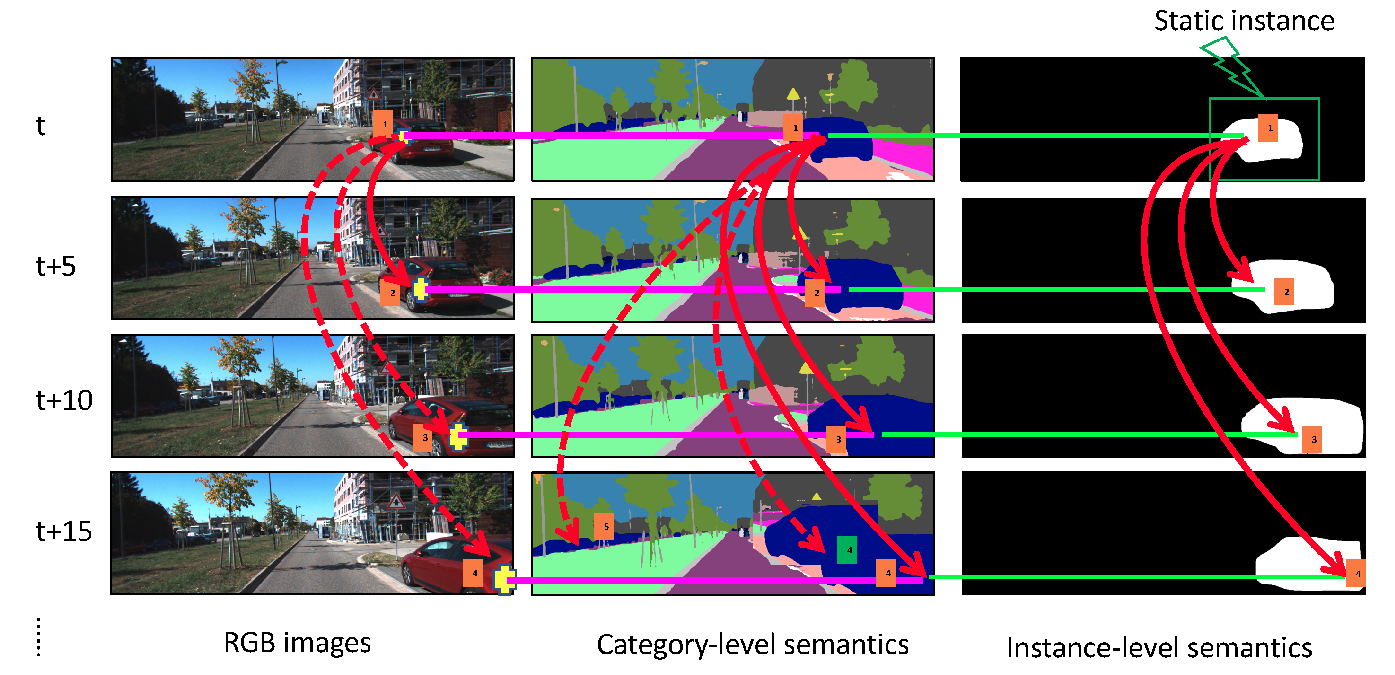 Static instance
t
1
1
1
t+5
2
2
2
t+10
3
3
3
t+15
5
4
4
4
4
RGB images
Category-level semantics
Instance-level semantics